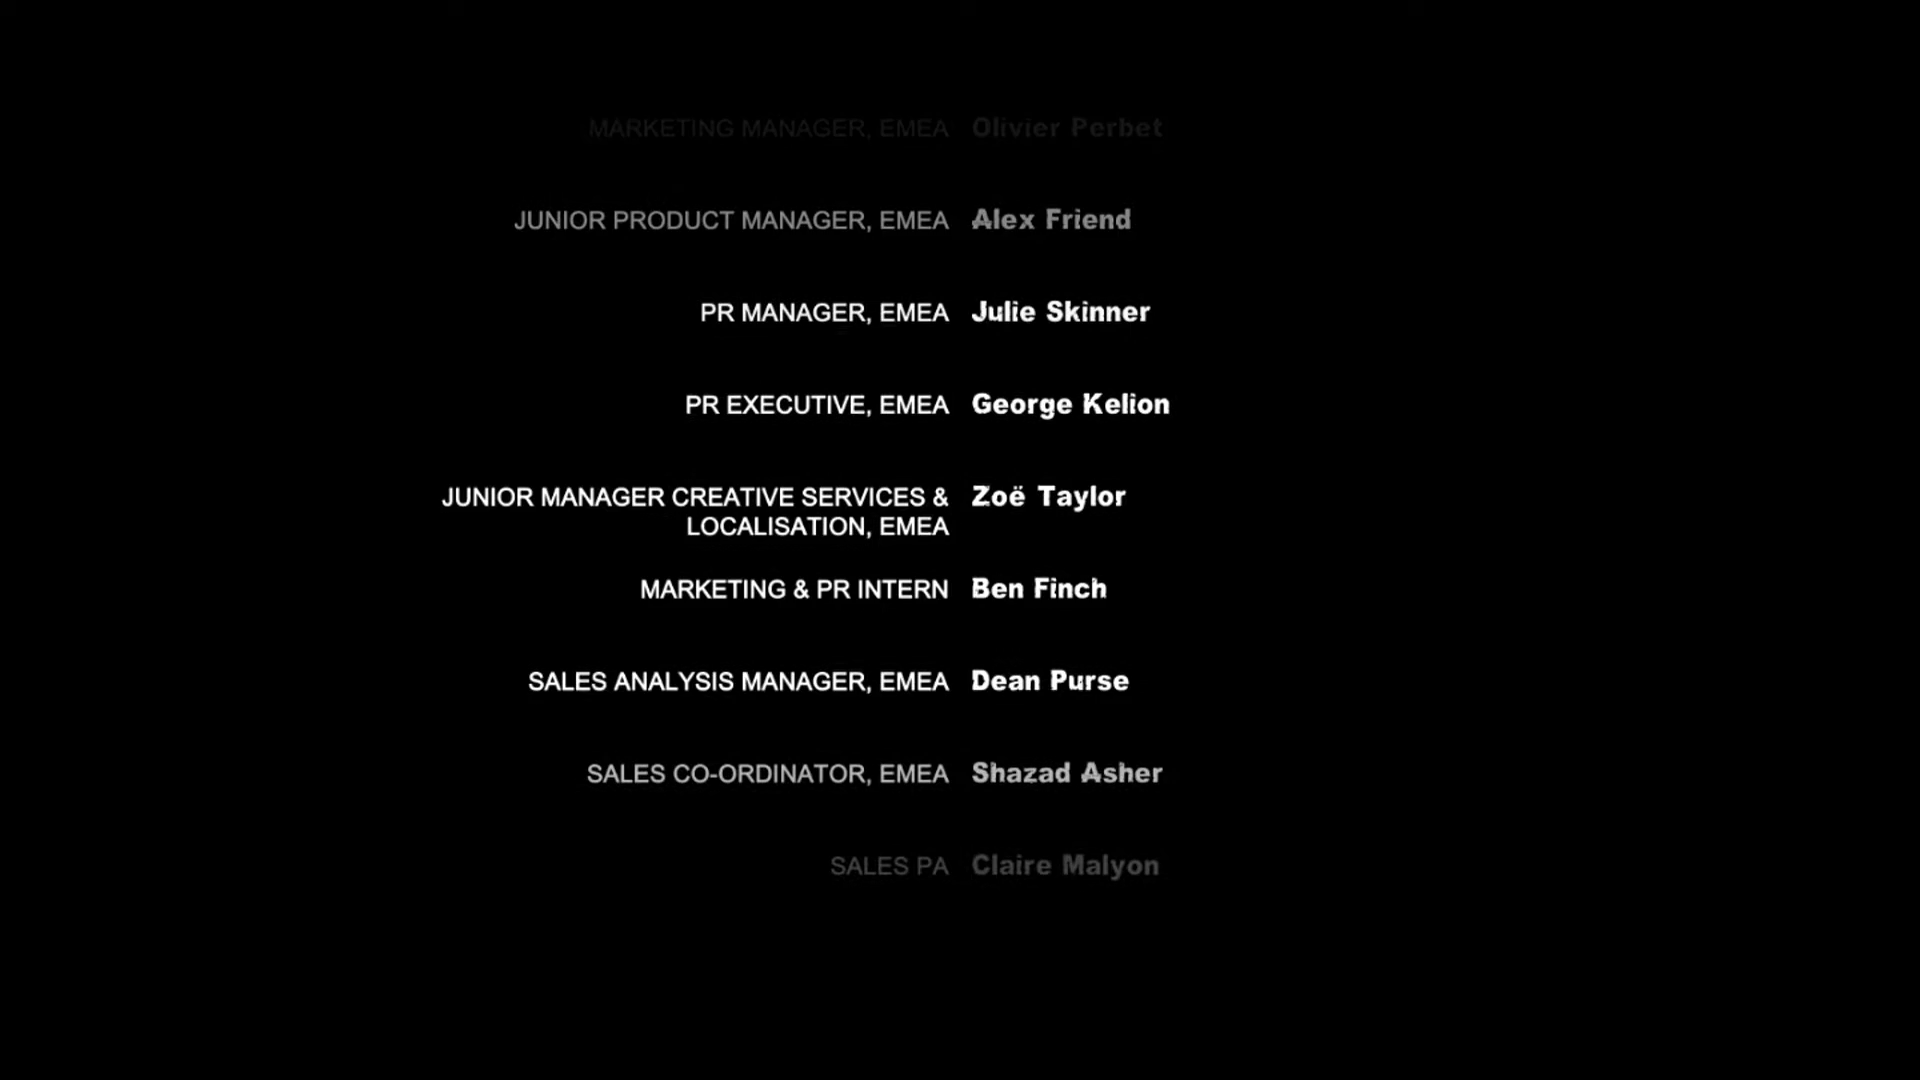 MARKETING MANAGER, EMEA Olivier Perbet
JUNIOR PRODUCT MANAGER, EMEA Alex Friend
PR MANAGER, EMEA Julie Skinner
PR EXECUTIVE, EMEA George Kelion
JUNIOR MANAGER CREATIVE SERVICES & Zoë Taylor
LOCALISATION, EMEA
MARKETING & PR INTERN Ben Finch
SALES ANALYSIS MANAGER, EMEA Dean Purse
SALES CO-ORDINATOR, EMEA Shazad Asher
SALES PA Claire Malyon